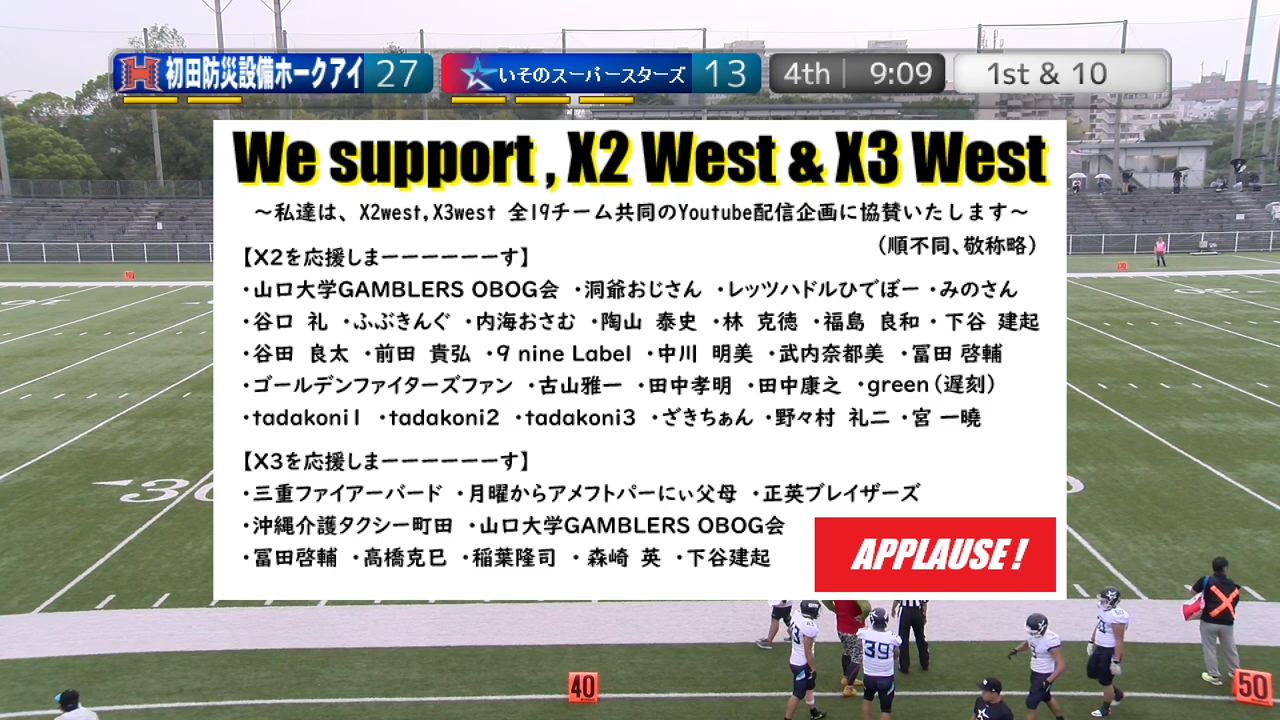 初田防災設備ホークアイ 27 いそのスーパースターズ 13 4th 9:09 1st & 10
We support , X2 West & X3 West
～私達は、X2west,X3west 全19チーム共同のYoutube配信企画に協賛いたします～
（順不同、敬称略）
【X2を応援しまーーーーーーす】
・山口大学GAMBLERS OBOG会 ・洞爺おじさん ・レッツハドルひでぼー ・みのさん
・谷口 礼 ・ふぶきんぐ ・内海おさむ ・陶山 泰史 ・林 克徳 ・福島 良和 ・下谷 建起
・谷田 良太 ・前田 貴弘 ・9 nine Label ・中川 明美 ・武内奈都美 ・冨田 啓輔
・ゴールデンファイターズファン ・古山雅一 ・田中孝明 ・田中康之 ・green（遅刻）
・tadakoni1 ・tadakoni2 ・tadakoni3 ・ざきちぁん ・野々村 礼二 ・宮 一曉
【X3を応援しまーーーーーーす】
・三重ファイアーバード ・月曜からアメフトパーにぃ父母 ・正英ブレイザーズ
・沖縄介護タクシー町田 ・山口大学GAMBLERS OBOG会
・冨田啓輔 ・高橋克巳 ・稲葉隆司 ・森崎 英 ・下谷建起
APPLAUSE!
30
39
40
50